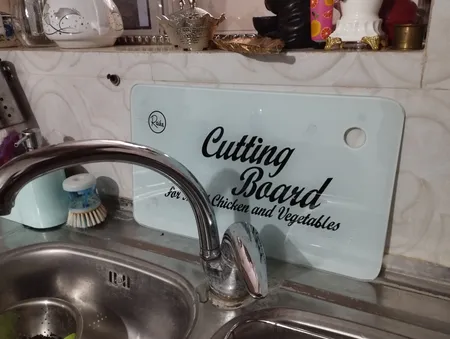 Cutting
Board
for Chicken and Vegetables